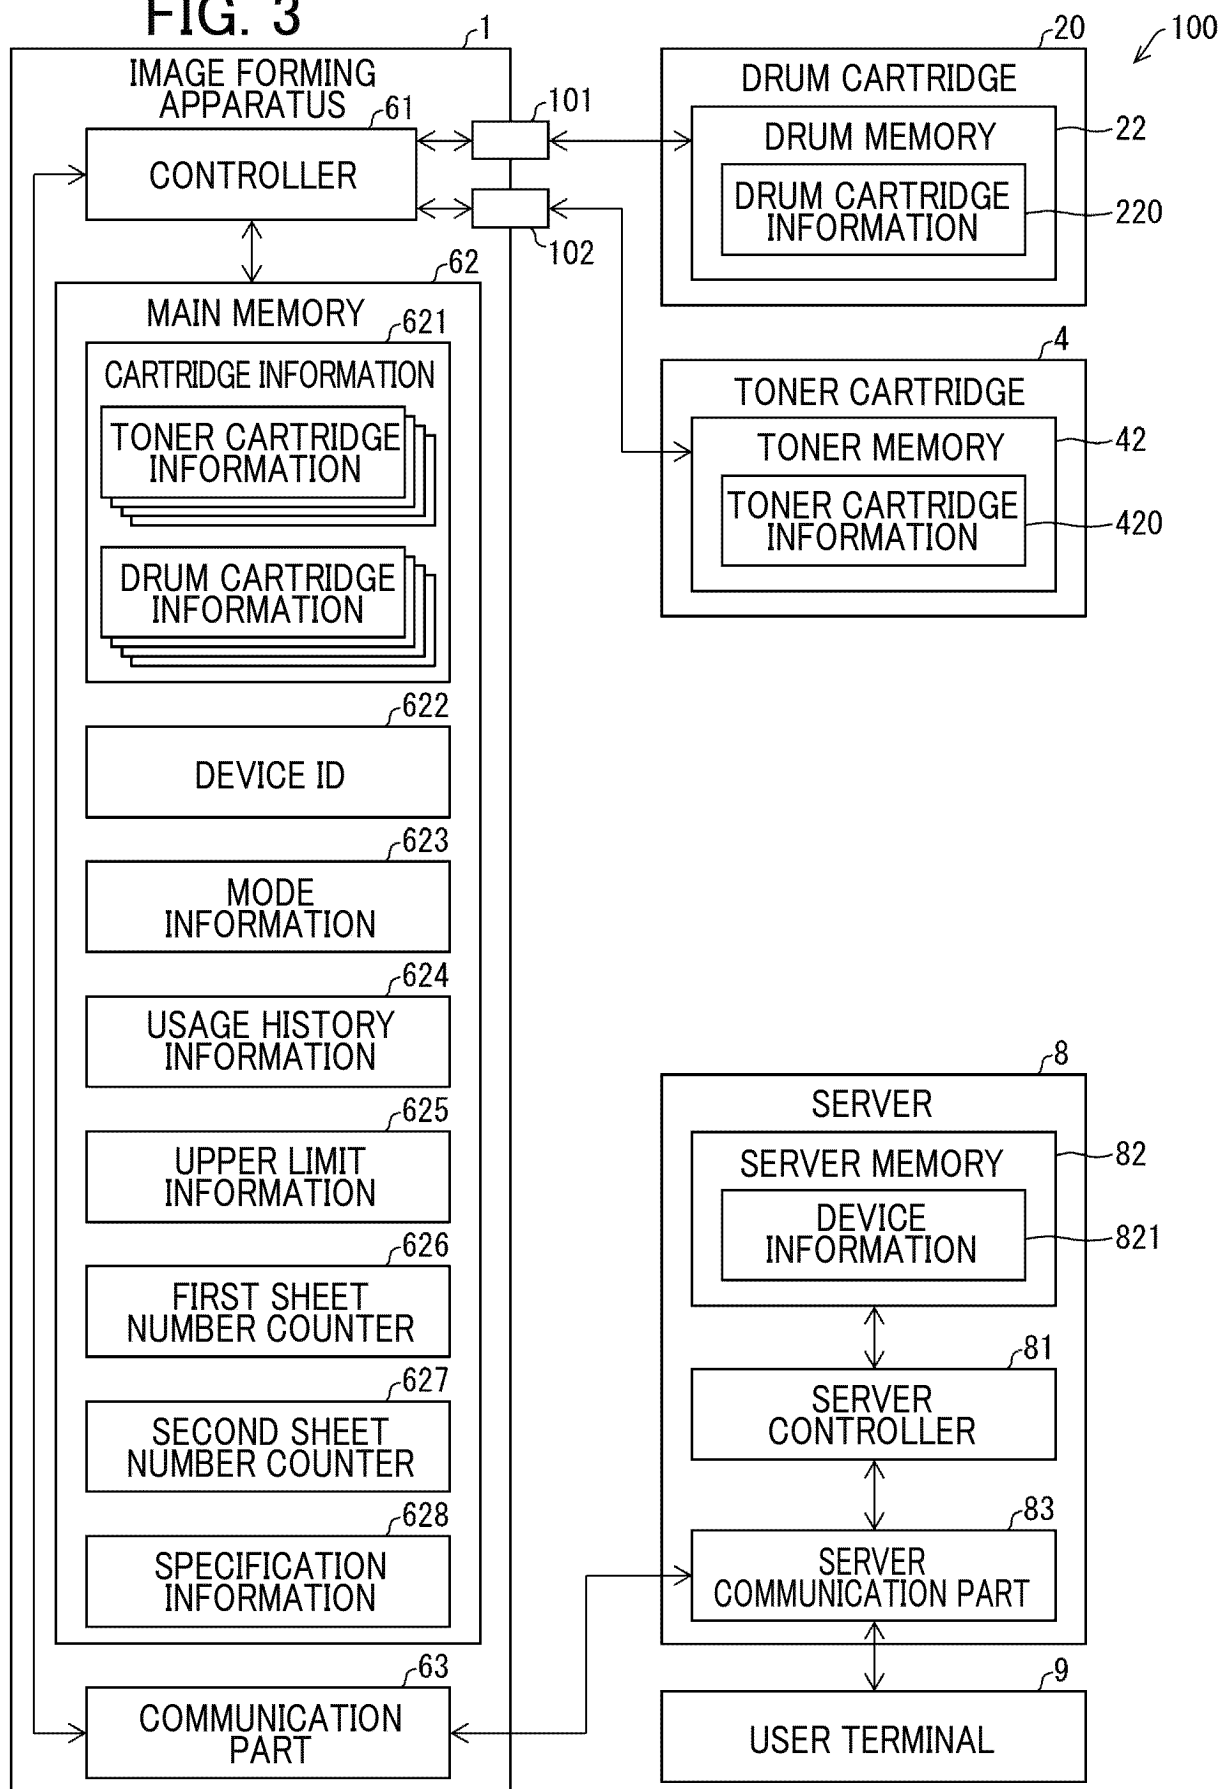 FIG. 3
1
IMAGE FORMING
APPARATUS
61
CONTROLLER
101
102
62
MAIN MEMORY
621
CARTRIDGE INFORMATION
TONER CARTRIDGE
INFORMATION
DRUM CARTRIDGE
INFORMATION
622
DEVICE ID
623
MODE
INFORMATION
624
USAGE HISTORY
INFORMATION
625
UPPER LIMIT
INFORMATION
626
FIRST SHEET
NUMBER COUNTER
627
SECOND SHEET
NUMBER COUNTER
628
SPECIFICATION
INFORMATION
63
COMMUNICATION
PART
100
20
DRUM CARTRIDGE
22
DRUM MEMORY
DRUM CARTRIDGE
INFORMATION
220
4
TONER CARTRIDGE
42
TONER MEMORY
TONER CARTRIDGE
INFORMATION
420
8
SERVER
82
SERVER MEMORY
DEVICE
INFORMATION
821
81
SERVER
CONTROLLER
83
SERVER
COMMUNICATION PART
9
USER TERMINAL